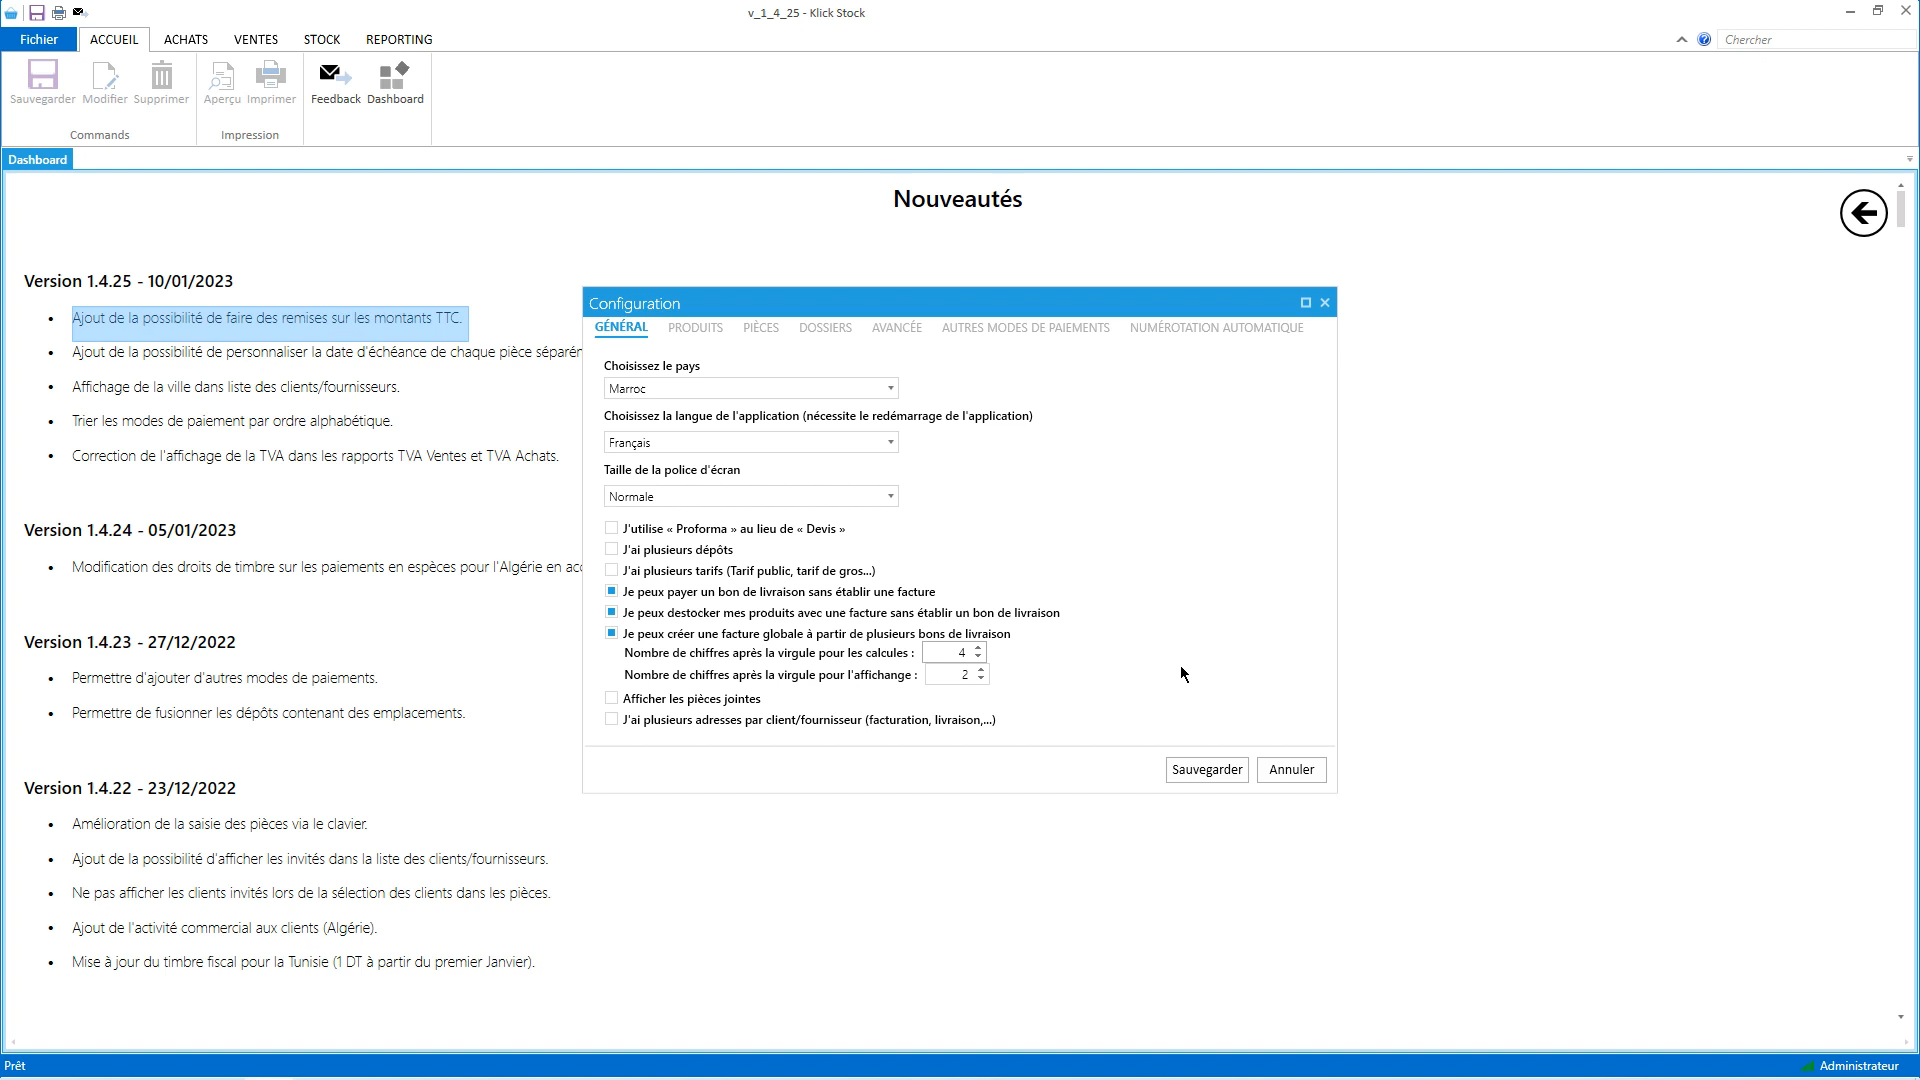 v_1_4_25 - Klick Stock
Fichier
ACCUEIL
ACHATS
VENTES
STOCK
REPORTING
Chercher
Sauvegarder
Modifier
Supprimer
Aperçu
Imprimer
Feedback
Dashboard
Commands
Impression
Dashboard
Nouveautés
Version 1.4.25 - 10/01/2023
Ajout de la possibilité de faire des remises sur les montants TTC.
Ajout de la possibilité de personnaliser la date d'échéance de chaque pièce séparém
Affichage de la ville dans liste des clients/fournisseurs.
Trier les modes de paiement par ordre alphabétique.
Correction de l'affichage de la TVA dans les rapports TVA Ventes et TVA Achats.
Version 1.4.24 - 05/01/2023
Modification des droits de timbre sur les paiements en espèces pour l'Algérie en acc
Version 1.4.23 - 27/12/2022
Permettre d'ajouter d'autres modes de paiements.
Permettre de fusionner les dépôts contenant des emplacements.
Version 1.4.22 - 23/12/2022
Amélioration de la saisie des pièces via le clavier.
Ajout de la possibilité d'afficher les invités dans la liste des clients/fournisseurs.
Ne pas afficher les clients invités lors de la sélection des clients dans les pièces.
Ajout de l'activité commercial aux clients (Algérie).
Mise à jour du timbre fiscal pour la Tunisie (1 DT à partir du premier Janvier).
Configuration
GÉNÉRAL
PRODUITS
PIÈCES
DOSSIERS
AVANCÉE
AUTRES MODES DE PAIEMENTS
NUMÉROTATION AUTOMATIQUE
Choisissez le pays
Marroc
Choisissez la langue de l'application (nécessite le redémarrage de l'application)
Français
Taille de la police d'écran
Normale
J'utilise « Proforma » au lieu de « Devis »
J'ai plusieurs dépôts
J'ai plusieurs tarifs (Tarif public, tarif de gros...)
Je peux payer un bon de livraison sans établir une facture
Je peux destocker mes produits avec une facture sans établir un bon de livraison
Je peux créer une facture globale à partir de plusieurs bons de livraison
Nombre de chiffres après la virgule pour les calcules : 4
Nombre de chiffres après la virgule pour l'affichange : 2
Afficher les pièces jointes
J'ai plusieurs adresses par client/fournisseur (facturation, livraison,...)
Sauvegarder
Annuler
Prêt
Administrateur